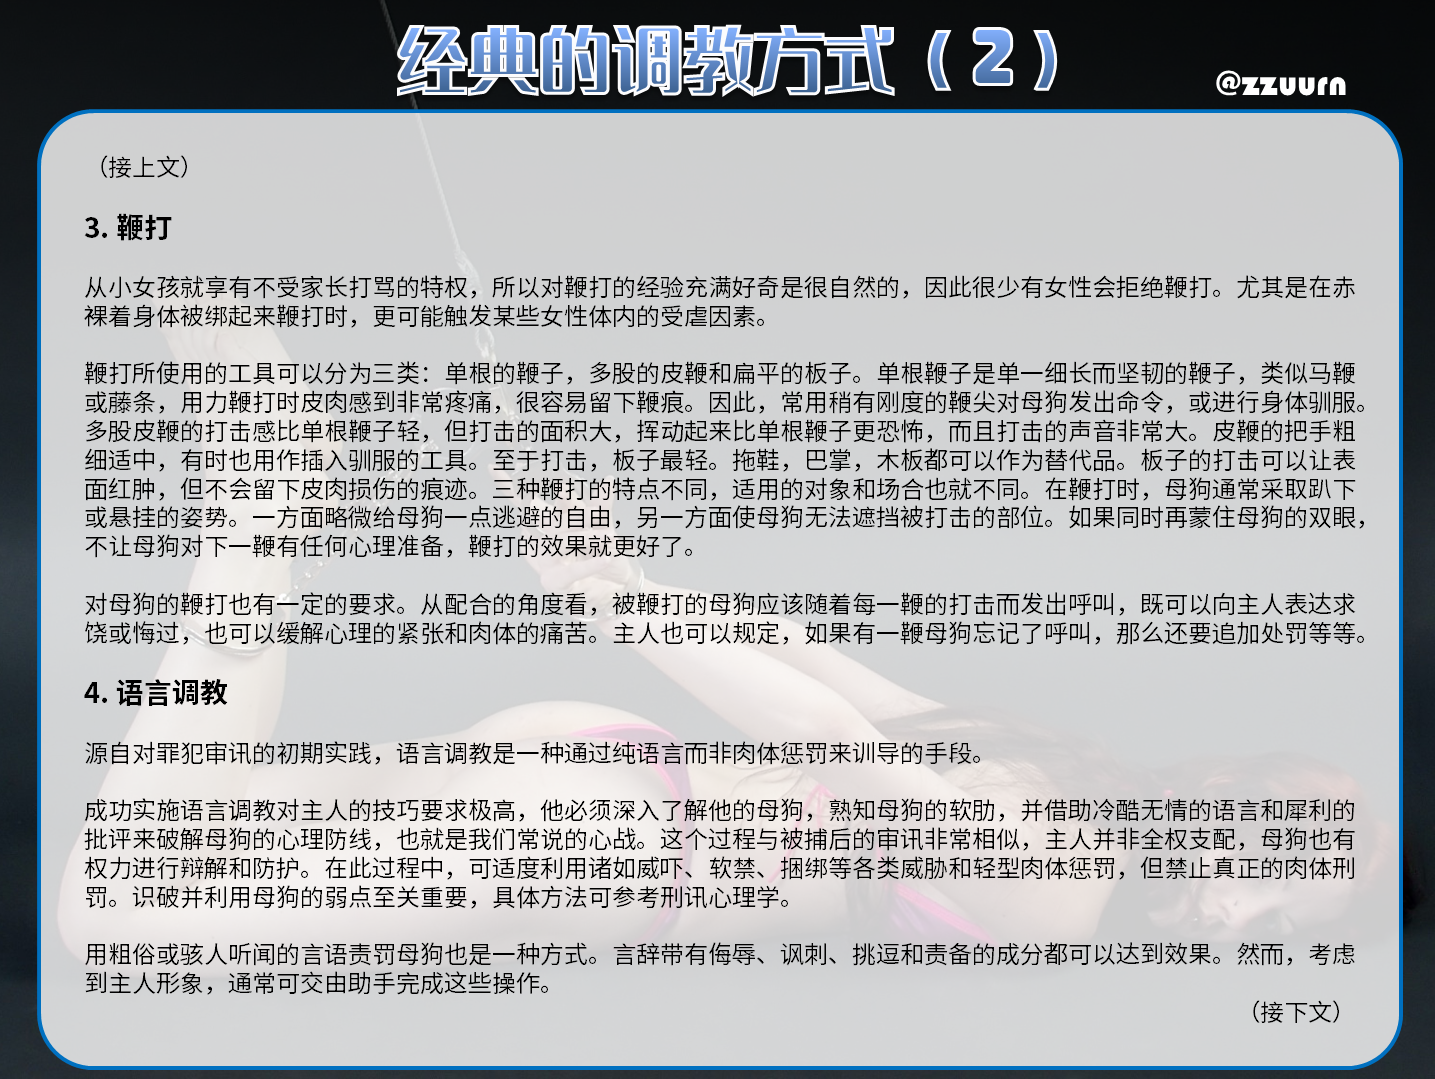 经典的调教方式（2）
@zzuurn
（接上文）
3. 鞭打
从小女孩就享有不受家长打骂的特权，所以对鞭打的经验充满好奇是很自然的，因此很少有女性会拒绝鞭打。尤其是在赤
裸着身体被绑起来鞭打时，更可能触发某些女性体内的受虐因素。
鞭打所使用的工具可以分为三类：单根的鞭子，多股的皮鞭和扁平的板子。单根鞭子是单一细长而坚韧的鞭子，类似马鞭
或藤条，用力鞭打时皮肉感到非常疼痛，很容易留下鞭痕。因此，常用稍有刚度的鞭尖对母狗发出命令，或进行身体驯服。
多股皮鞭的打击感比单根鞭子轻，但打击的面积大，挥动起来比单根鞭子更恐怖，而且打击的声音非常大。皮鞭的把手粗
细适中，有时也用作插入驯服的工具。至于打击，板子最轻。拖鞋，巴掌，木板都可以作为替代品。板子的打击可以让表
面红肿，但不会留下皮肉损伤的痕迹。三种鞭打的特点不同，适用的对象和场合也就不同。在鞭打时，母狗通常采取趴下
或悬挂的姿势。一方面略微给母狗一点逃避的自由，另一方面使母狗无法遮挡被打击的部位。如果同时再蒙住母狗的双眼，
不让母狗对下一鞭有任何心理准备，鞭打的效果就更好了。
对母狗的鞭打也有一定的要求。从配合的角度看，被鞭打的母狗应该随着每一鞭的打击而发出呼叫，既可以向主人表达求
饶或悔过，也可以缓解心理的紧张和肉体的痛苦。主人也可以规定，如果有一鞭母狗忘记了呼叫，那么还要追加处罚等等。
4. 语言调教
源自对罪犯审讯的初期实践，语言调教是一种通过纯语言而非肉体惩罚来训导的手段。
成功实施语言调教对主人的技巧要求极高，他必须深入了解他的母狗，熟知母狗的软肋，并借助冷酷无情的语言和犀利的
批评来破解母狗的心理防线，也就是我们常说的心战。这个过程与被捕后的审讯非常相似，主人并非全权支配，母狗也有
权力进行辩解和防护。在此过程中，可适度利用诸如威吓、软禁、捆绑等各类威胁和轻型肉体惩罚，但禁止真正的肉体刑
罚。识破并利用母狗的弱点至关重要，具体方法可参考刑讯心理学。
用粗俗或骇人听闻的言语责罚母狗也是一种方式。言辞带有侮辱、讽刺、挑逗和责备的成分都可以达到效果。然而，考虑
到主人形象，通常可交由助手完成这些操作。
（接下文）